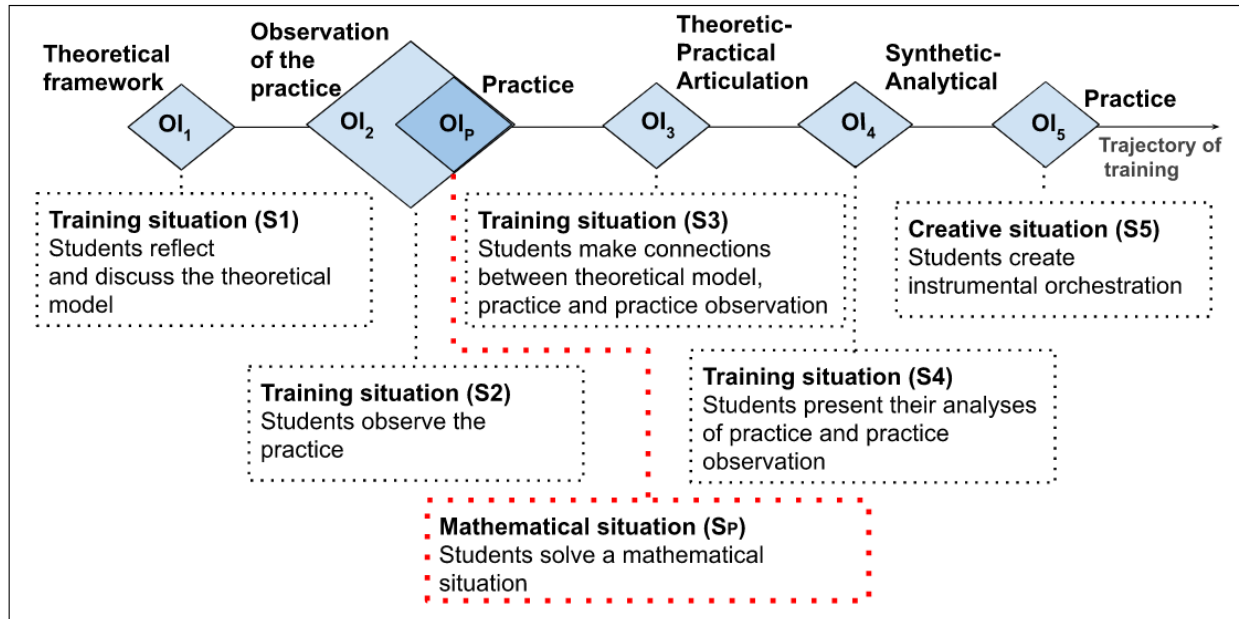 Theoretical
framework
Observation
of the
practice
Practice
Theoretic-
Practical
Articulation
Synthetic-
Analytical
Practice
OI1
OI2
OIP
OI3
OI4
OI5
Trajectory of
training
Training situation (S1)
Students reflect
and discuss the theoretical
model
Training situation (S3)
Students make connections
between theoretical model,
practice and practice observation
Creative situation (S5)
Students create
instrumental orchestration
Training situation (S2)
Students observe the
practice
Training situation (S4)
Students present their analyses
of practice and practice
observation
Mathematical situation (SP)
Students solve a mathematical
situation